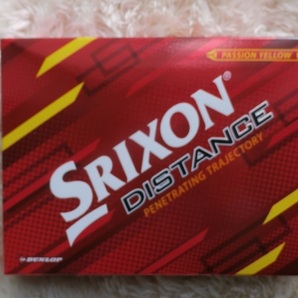 PASSION YELLOW
SRIXON®
DISTANCE
PENETRATING TRAJECTORY
DUNLOP